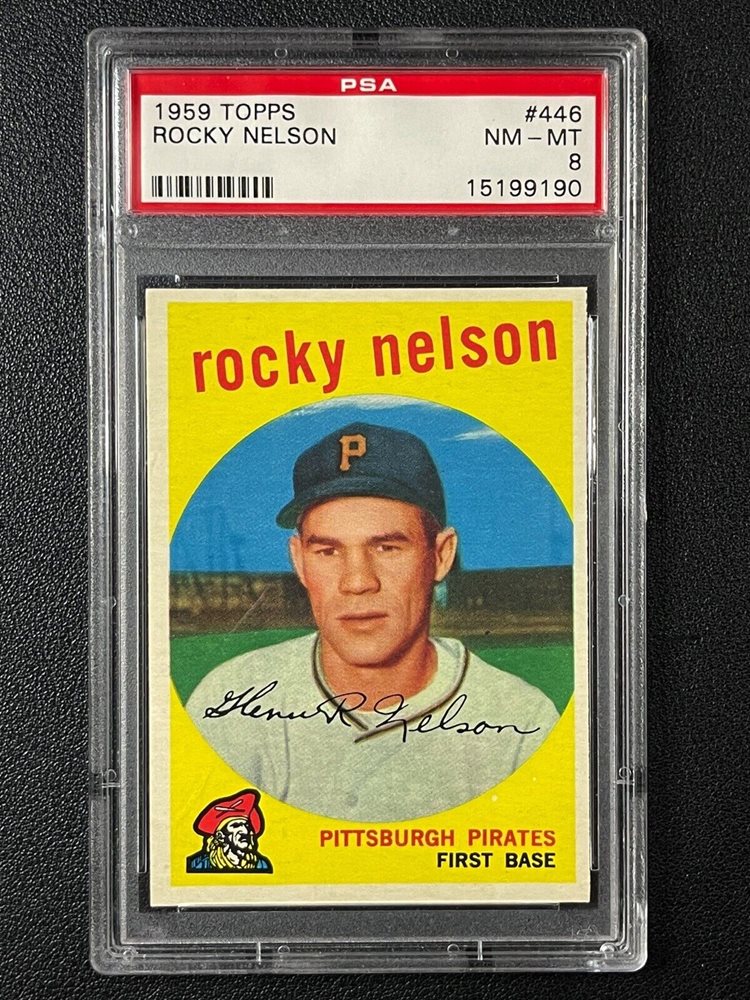 PSA
1959 TOPPS #446
ROCKY NELSON NM-MT
8
15199190
rocky nelson
P
Glenn R. Nelson
PITTSBURGH PIRATES
FIRST BASE